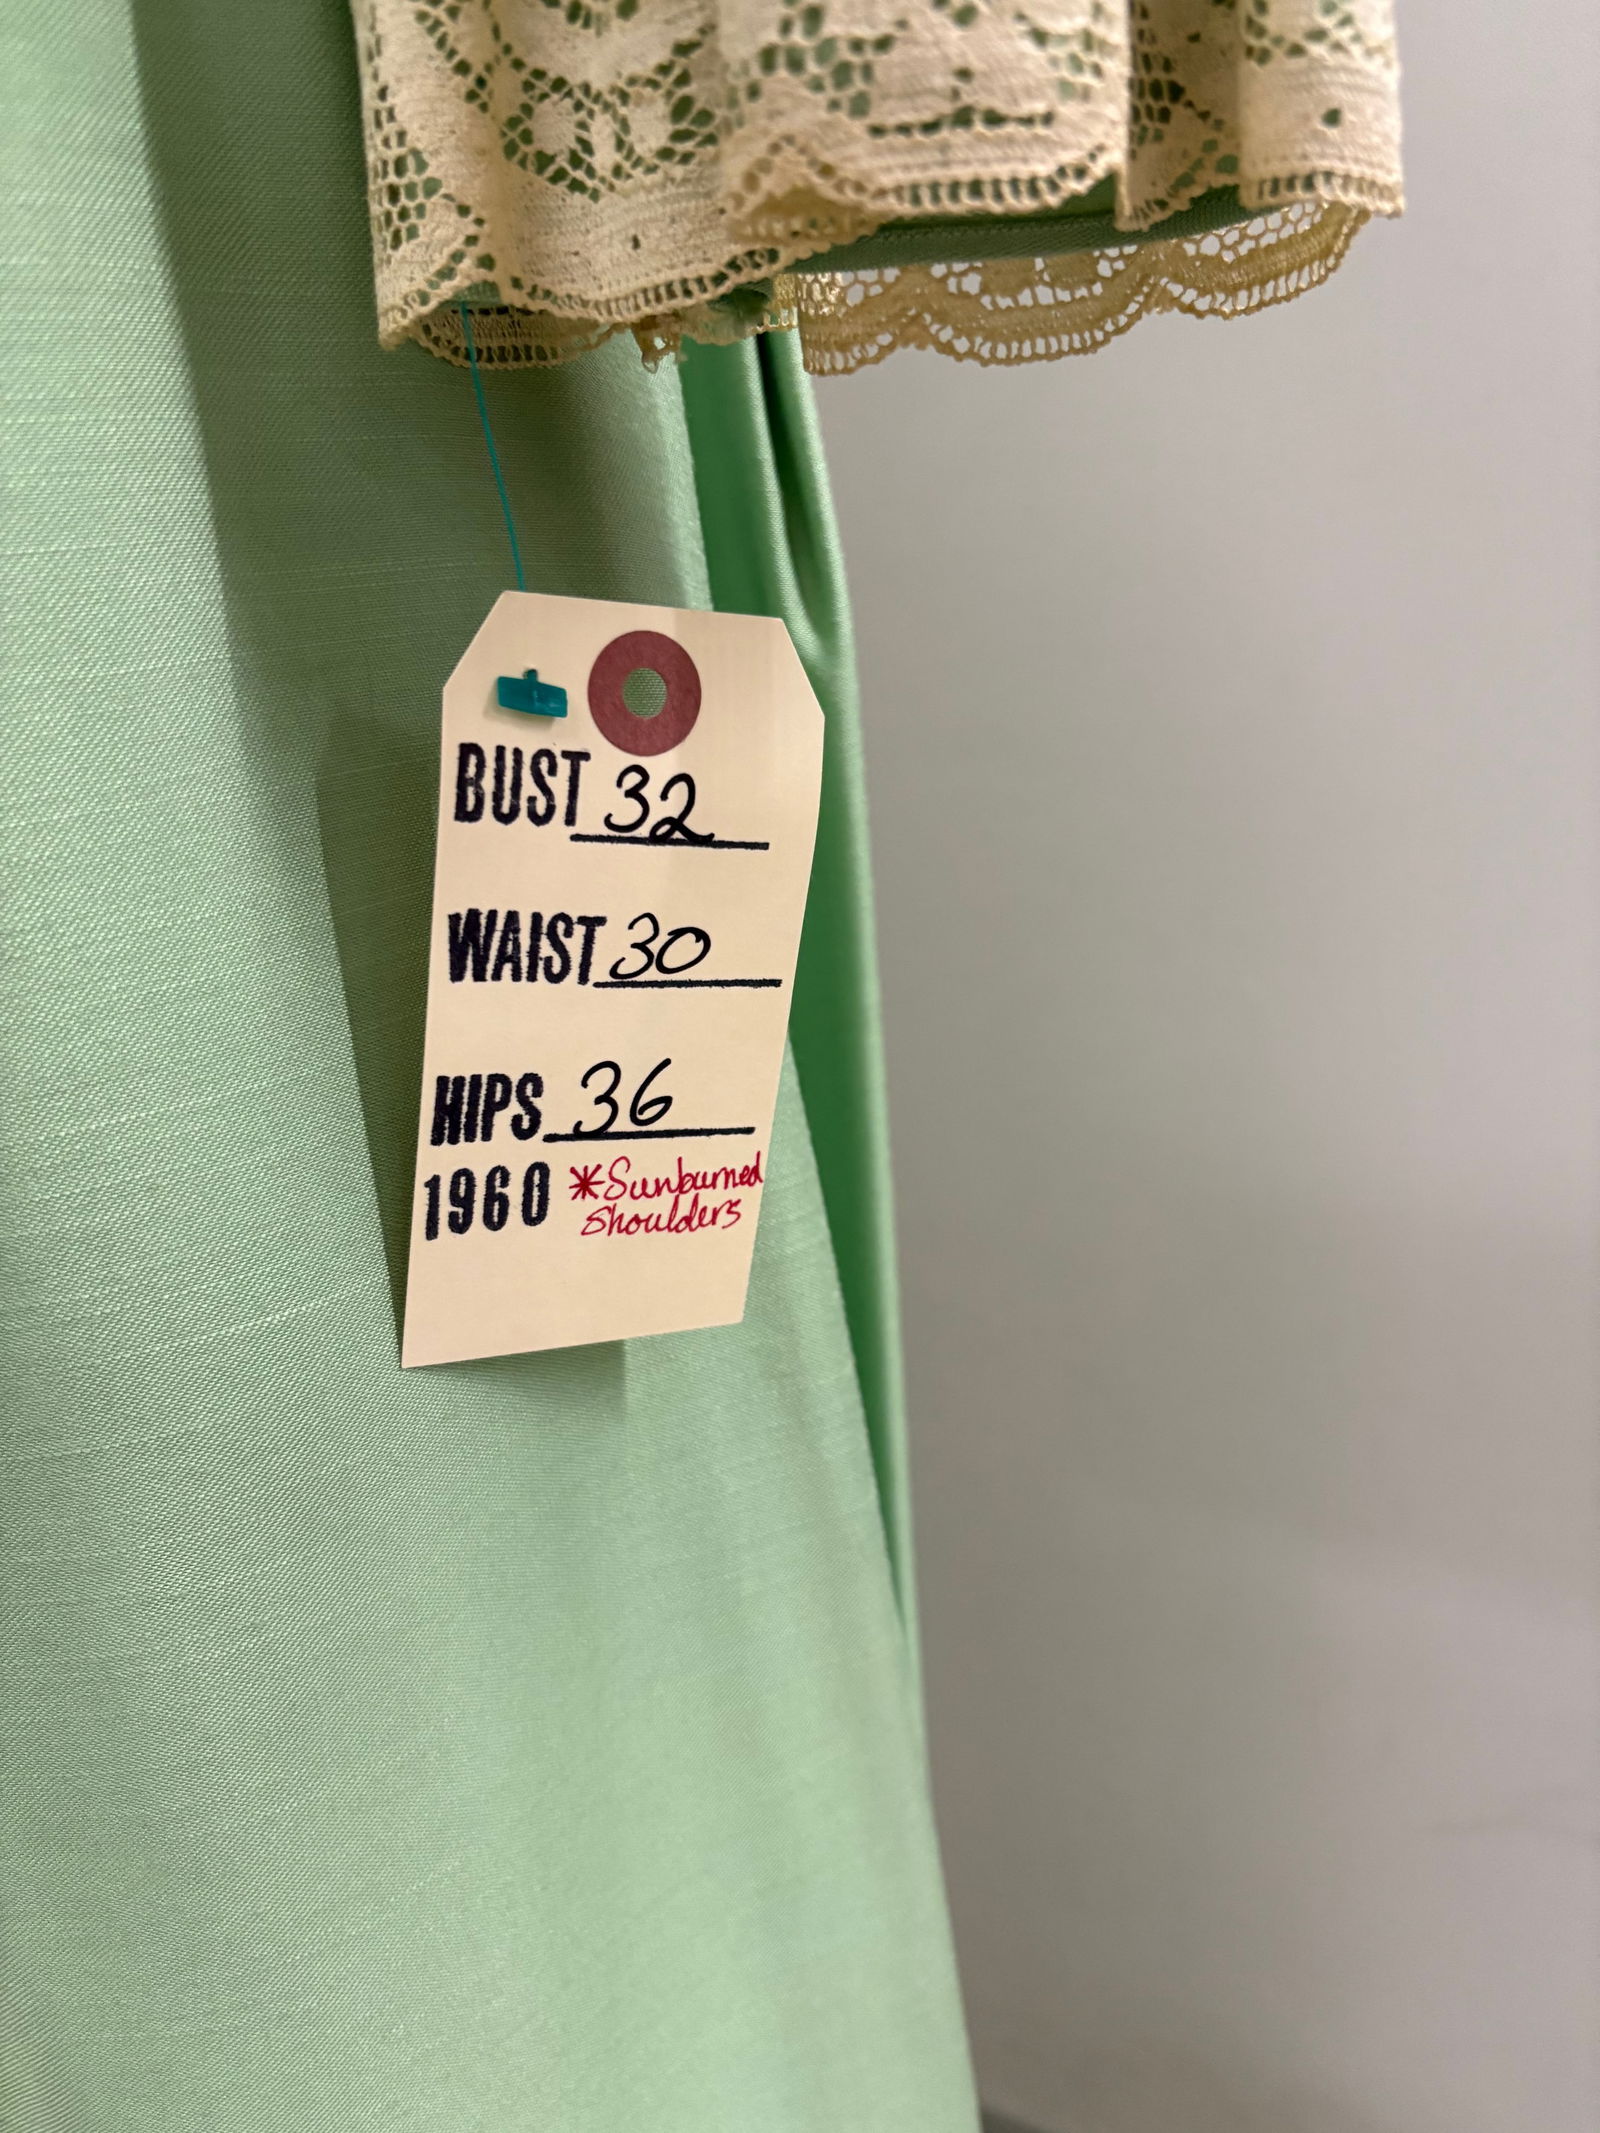 BUST 32
WAIST 30
HIPS 36
1960 *Sunburned
Shoulders